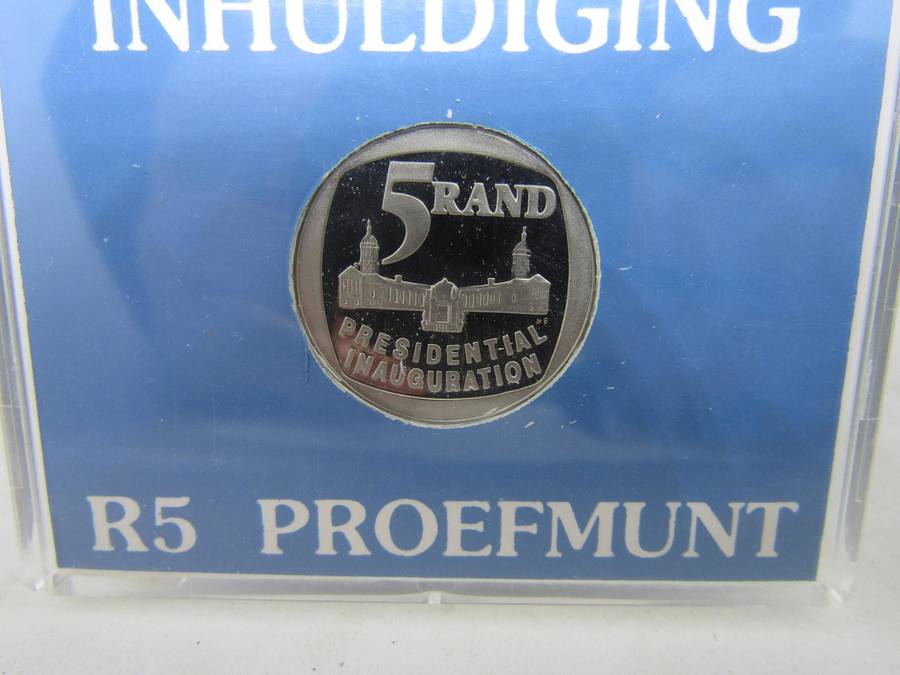 INHULDIGING
5 RAND
PRESIDENTIAL
INAUGURATION
R5 PROEFMUNT